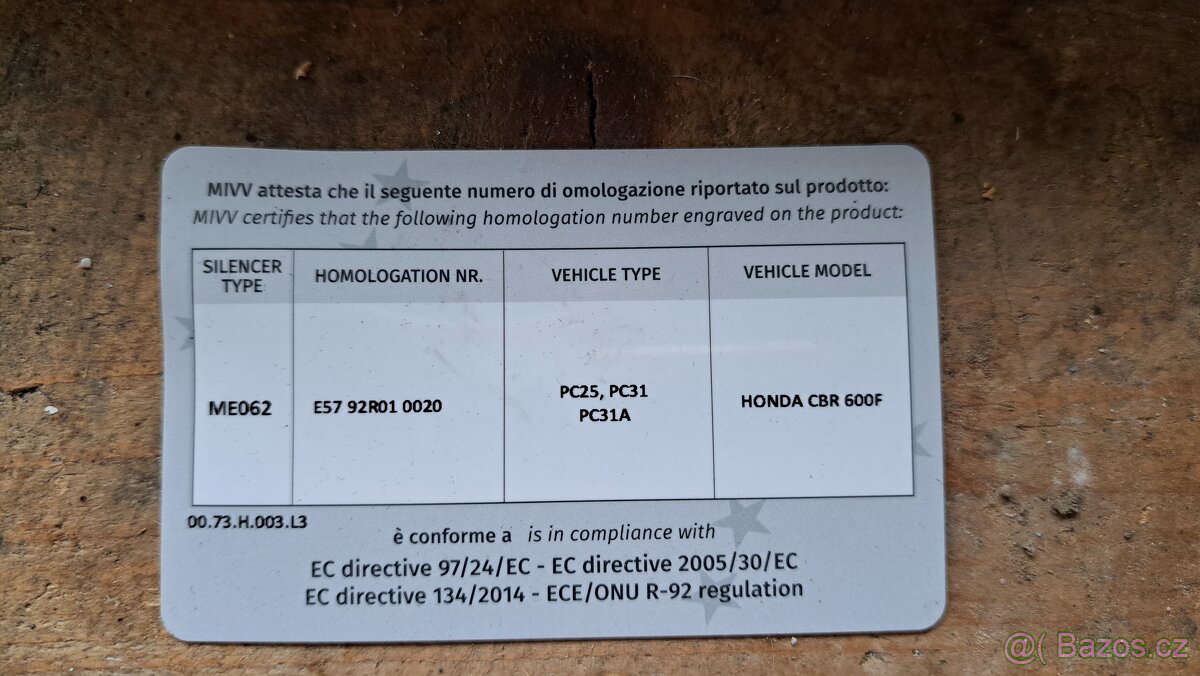 MIVV attesta che il seguente numero di omologazione riportato sul prodotto:
MIVV certifies that the following homologation number engraved on the product:
SILENCER TYPE
HOMOLOGATION NR.
VEHICLE TYPE
VEHICLE MODEL
ME062
E57 92R01 0020
PC25, PC31
PC31A
HONDA CBR 600F
00.73.H.003.L3
è conforme a is in compliance with
EC directive 97/24/EC - EC directive 2005/30/EC
EC directive 134/2014 - ECE/ONU R-92 regulation
@( Bazos.cz